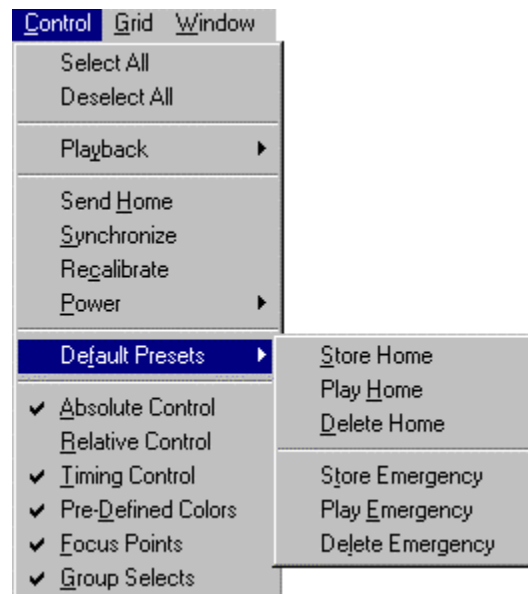 Control Grid Window
Select All
Deselect All
Playback
Send Home
Synchronize
Recalibrate
Power
Default Presets
Store Home
Play Home
Delete Home
Store Emergency
Play Emergency
Delete Emergency
Absolute Control
Relative Control
Timing Control
Pre-Defined Colors
Focus Points
Group Selects